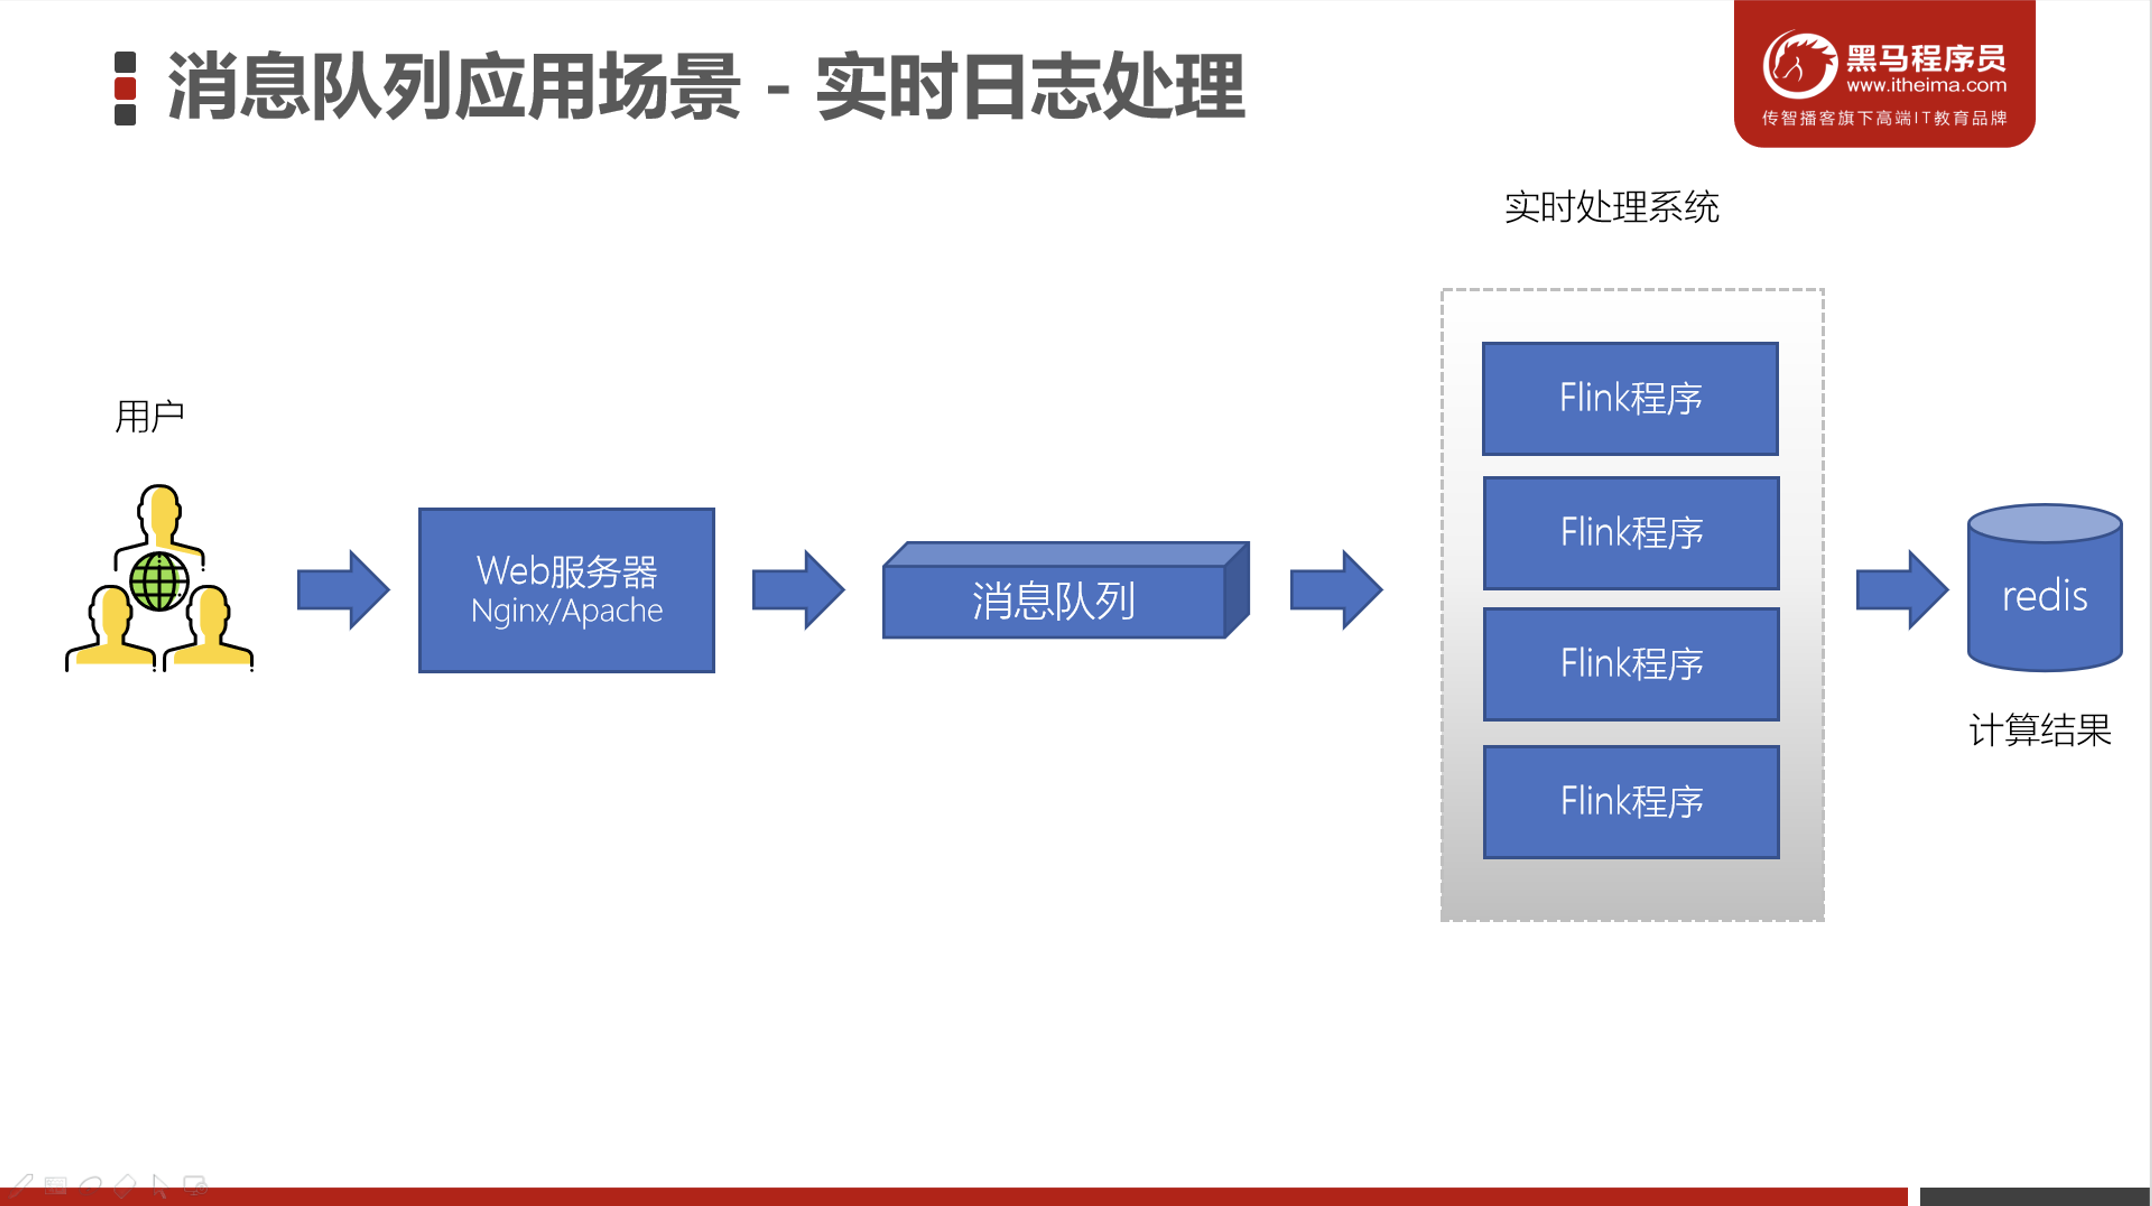 消息队列应用场景 - 实时日志处理
黑马程序员
www.itheima.com
传智播客旗下高端IT教育品牌
实时处理系统
用户
Web服务器
Nginx/Apache
消息队列
Flink程序
Flink程序
Flink程序
Flink程序
redis
计算结果